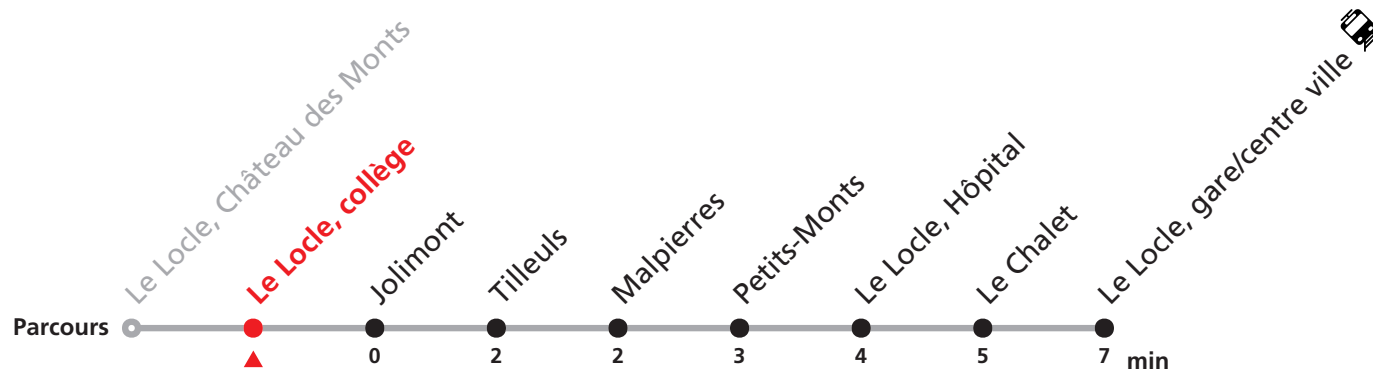 Le Locle, Château des Monts
Le Locle, collège
Jolimont
Tilleuls
Malpierres
Petits-Monts
Le Locle, Hôpital
Le Chalet
Le Locle, gare/centre ville
Parcours
0 2 2 3 4 5 7 min